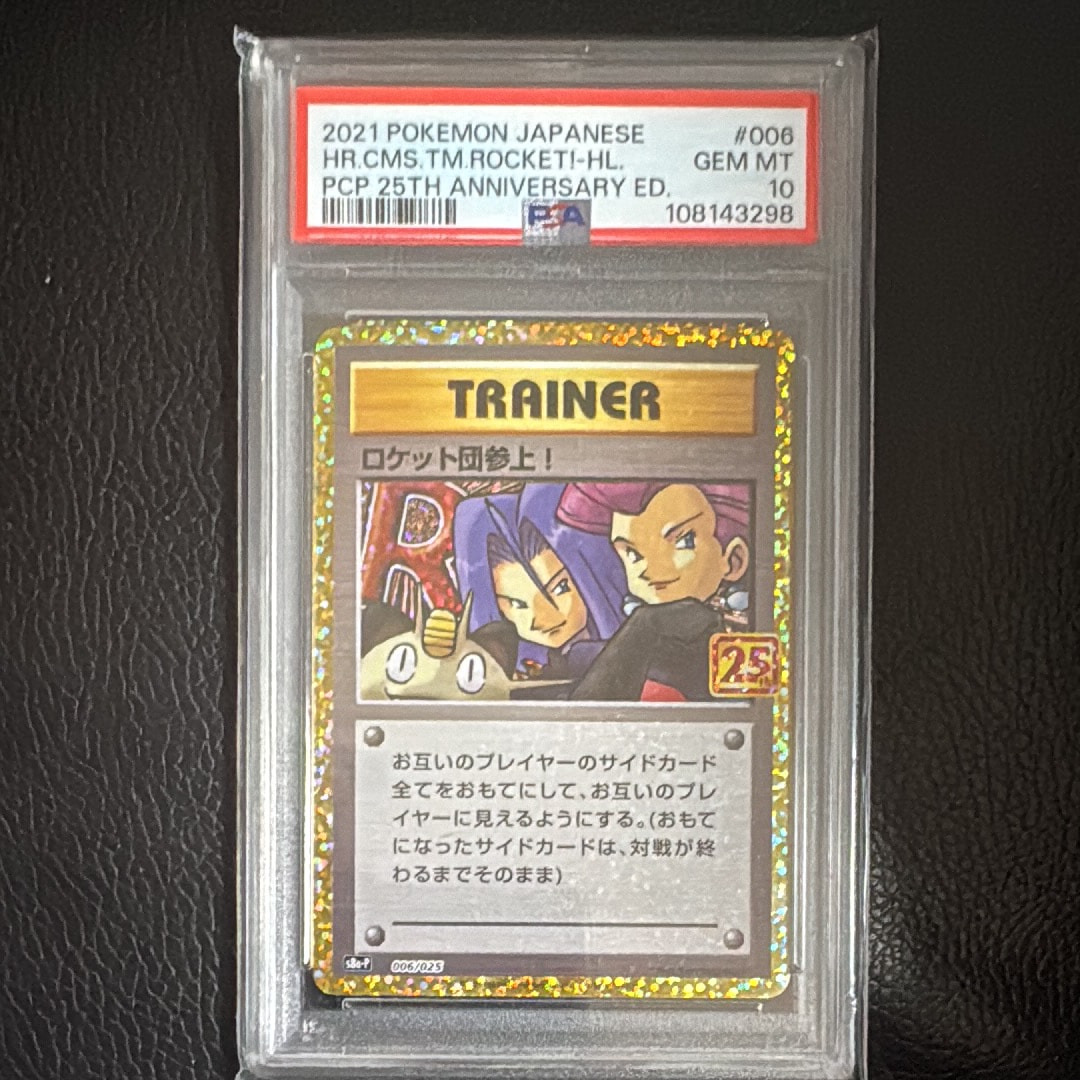 2021 POKEMON JAPANESE #006
HR.CMS.TM.ROCKET!-HL. GEM MT
PCP 25TH ANNIVERSARY ED. 10
PSA 108143298
TRAINER
ロケット団参上!
R
25th
お互いのプレイヤーのサイドカード
全てをおもてにして、お互いのプレ
イヤーに見えるようにする。(おもて
になったサイドカードは、対戦が終
わるまでそのまま)
s8a-P 006/025